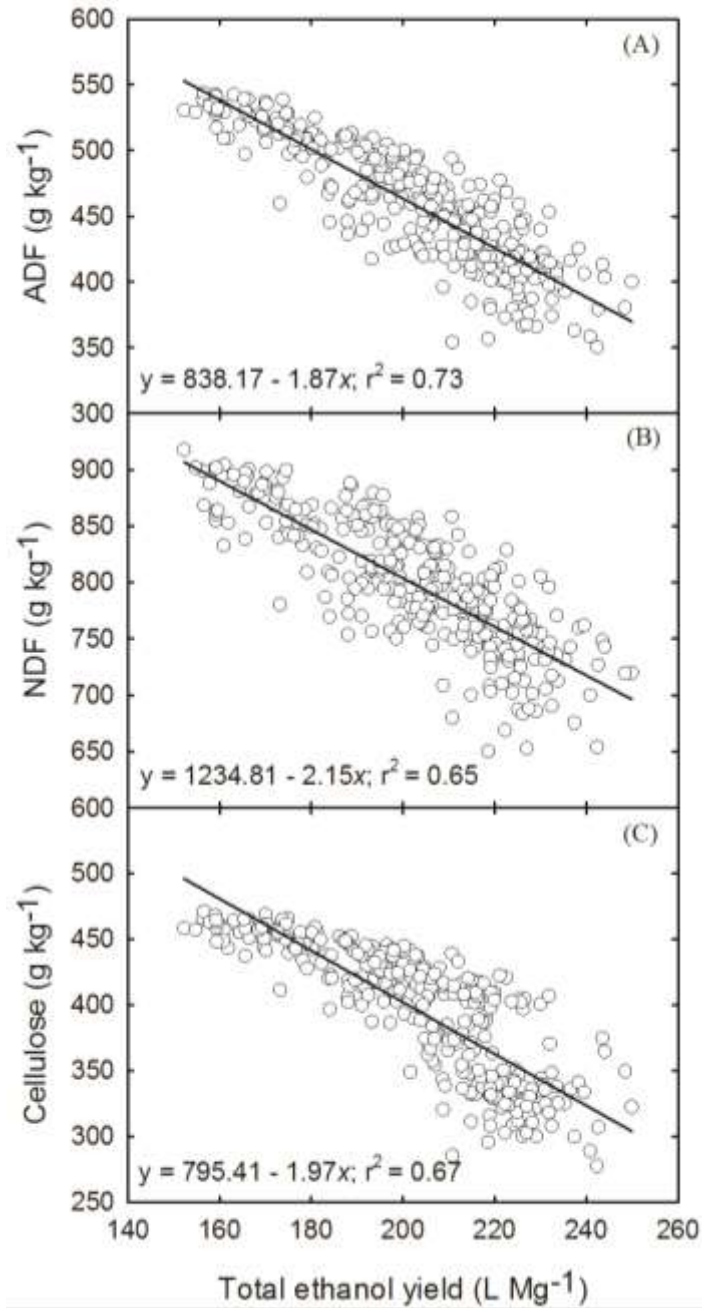 600
(A)
550
500
450
400
350
300
ADF (g kg⁻¹)
y = 838.17 - 1.87x; r² = 0.73
(B)
900
850
800
750
700
650
600
NDF (g kg⁻¹)
y = 1234.81 - 2.15x; r² = 0.65
(C)
500
450
400
350
300
250
Cellulose (g kg⁻¹)
y = 795.41 - 1.97x; r² = 0.67
140 160 180 200 220 240 260
Total ethanol yield (L Mg⁻¹)